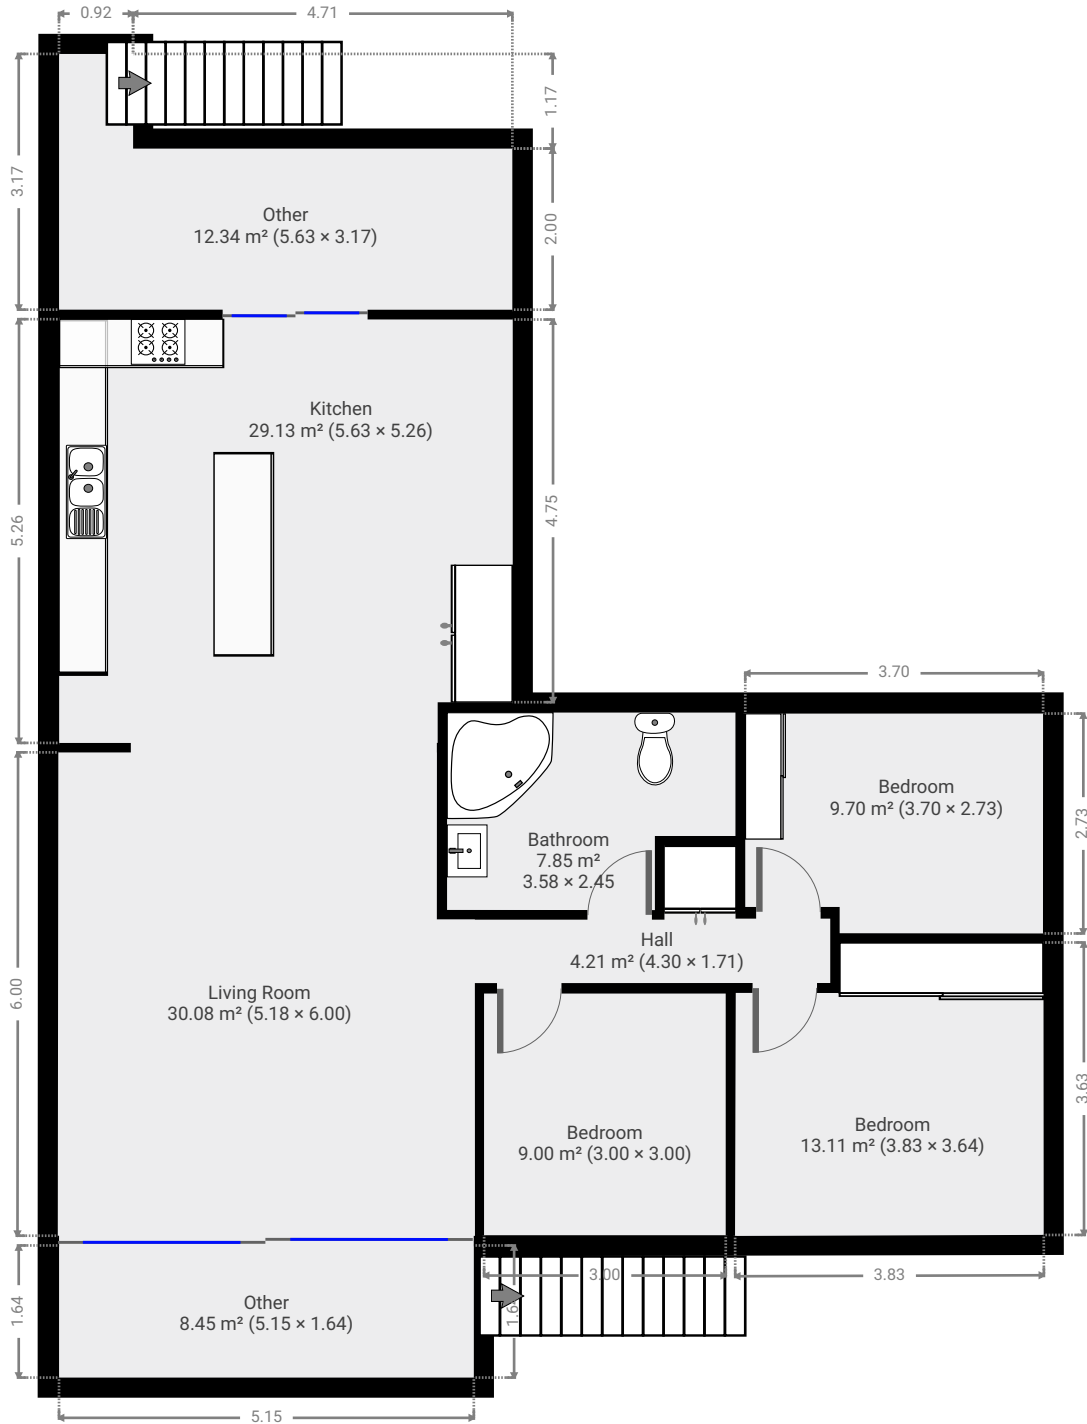 0.92
4.71
1.17
3.17
2.00
Other
12.34 m² (5.63 × 3.17)
Kitchen
29.13 m² (5.63 × 5.26)
5.26
4.75
3.70
Bedroom
9.70 m² (3.70 × 2.73)
2.73
Bathroom
7.85 m²
3.58 × 2.45
Hall
4.21 m² (4.30 × 1.71)
6.00
Living Room
30.08 m² (5.18 × 6.00)
3.63
Bedroom
9.00 m² (3.00 × 3.00)
Bedroom
13.11 m² (3.83 × 3.64)
3.00
3.83
1.64
Other
8.45 m² (5.15 × 1.64)
1.64
5.15